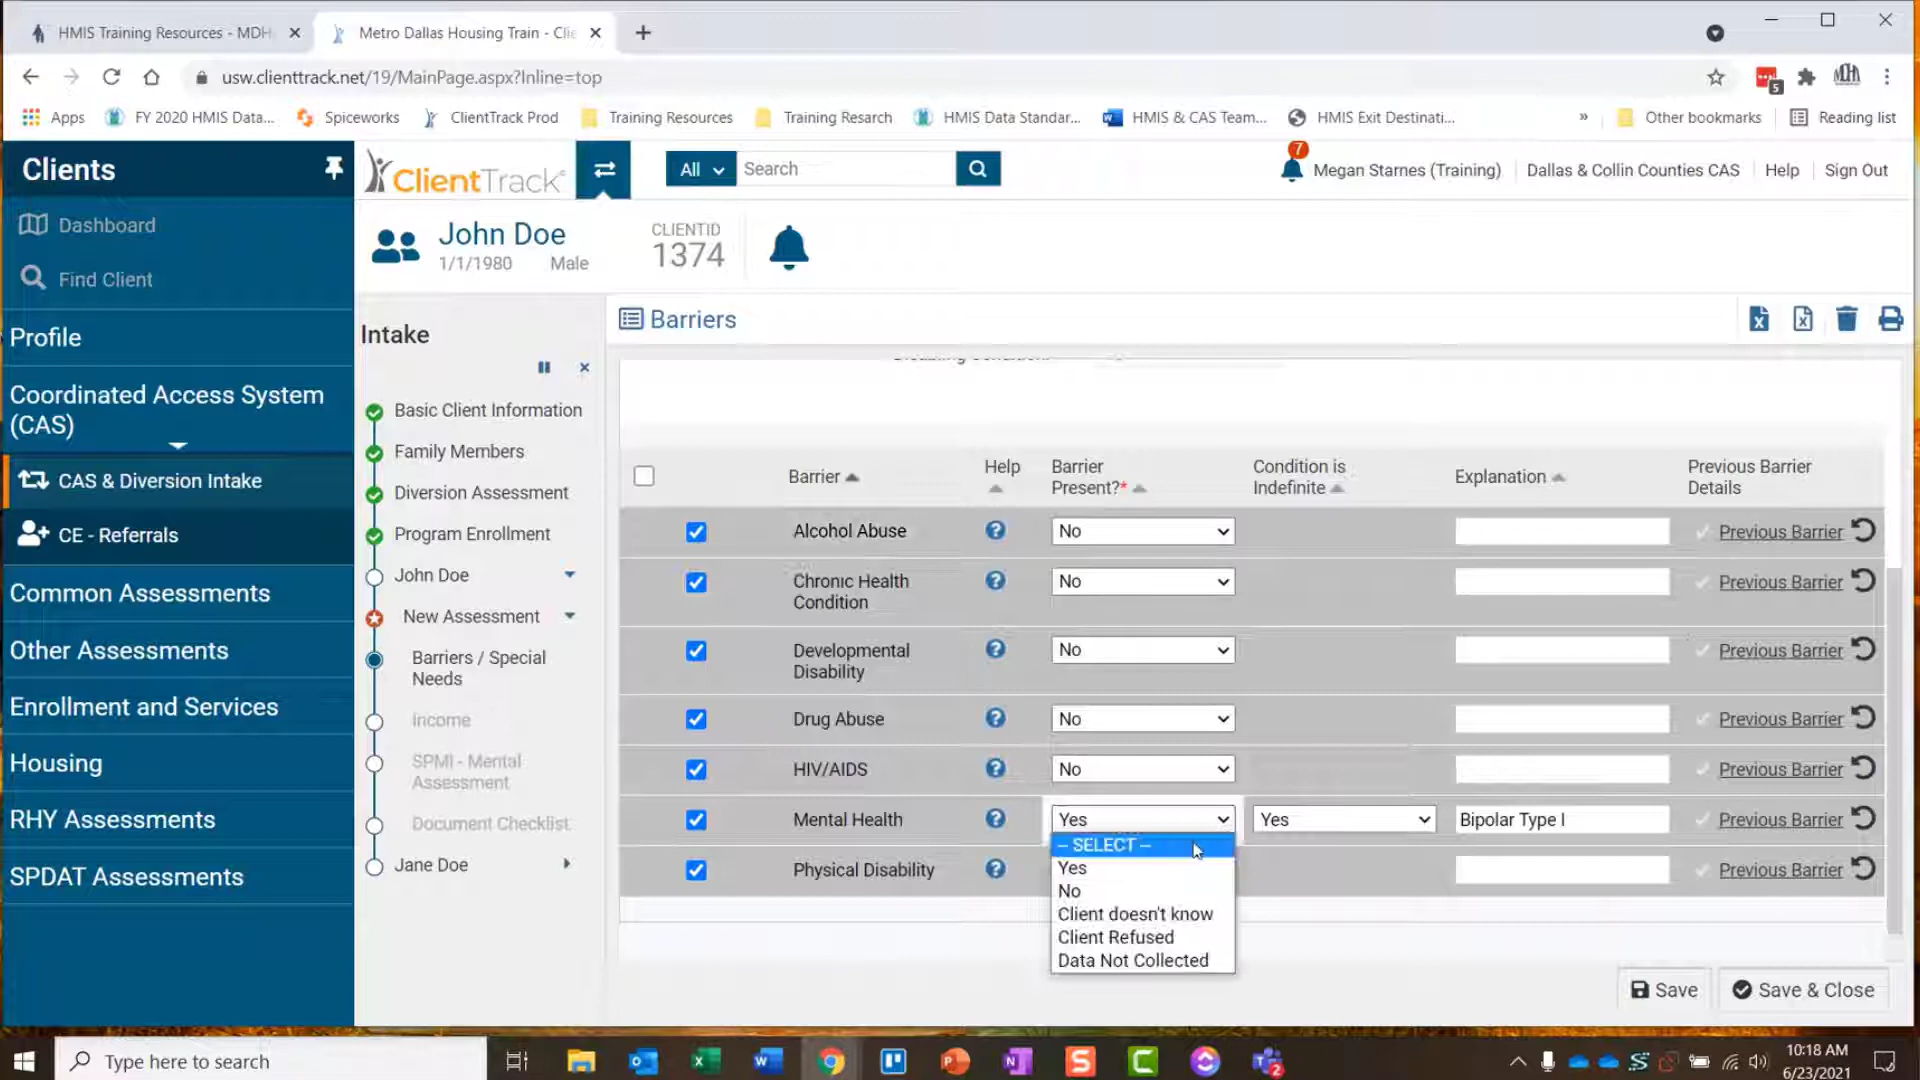 HMIS Training Resources - MDH
Metro Dallas Housing Train - Clie
usw.clienttrack.net/19/MainPage.aspx?Inline=top
5
Apps
FY 2020 HMIS Data...
Spiceworks
ClientTrack Prod
Training Resources
Training Resarch
HMIS Data Standar...
HMIS & CAS Team...
HMIS Exit Destinati...
»
Other bookmarks
Reading list
Clients
ClientTrack
All
Search
7
Megan Starnes (Training)
Dallas & Collin Counties CAS
Help
Sign Out
Dashboard
Find Client
Profile
Coordinated Access System
(CAS)
CAS & Diversion Intake
CE - Referrals
Common Assessments
Other Assessments
Enrollment and Services
Housing
RHY Assessments
SPDAT Assessments
John Doe
1/1/1980 Male
CLIENTID
1374
Intake
Basic Client Information
Family Members
Diversion Assessment
Program Enrollment
John Doe
New Assessment
Barriers / Special
Needs
Income
SPMI - Mental
Assessment
Document Checklist
Jane Doe
Barriers
Barrier
Help
Barrier
Present?*
Condition is
Indefinite
Explanation
Previous Barrier
Details
Alcohol Abuse
No
Previous Barrier
Chronic Health
Condition
No
Previous Barrier
Developmental
Disability
No
Previous Barrier
Drug Abuse
No
Previous Barrier
HIV/AIDS
No
Previous Barrier
Mental Health
Yes
Yes
Bipolar Type I
Previous Barrier
-- SELECT --
Yes
No
Client doesn't know
Client Refused
Data Not Collected
Physical Disability
Previous Barrier
Save
Save & Close
Type here to search
2
10:18 AM
6/23/2021